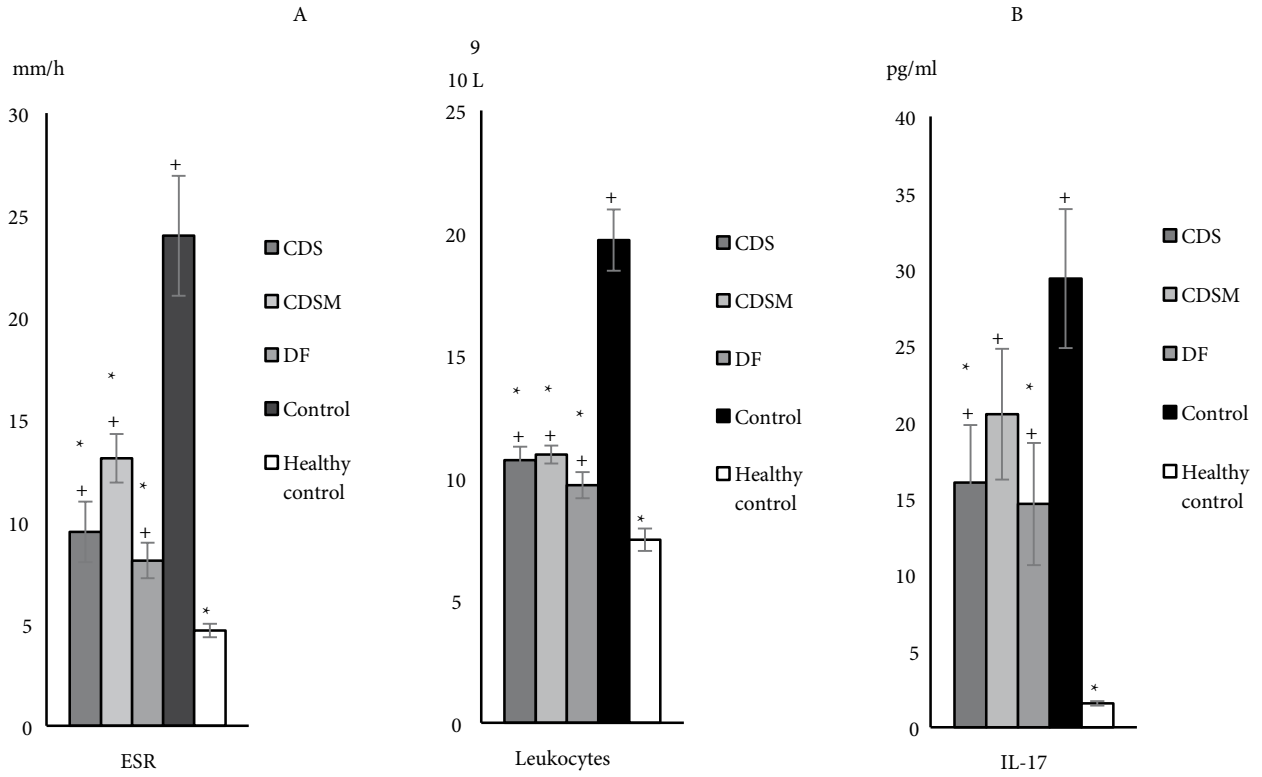 A
B
mm/h
30
25
20
15
10
5
0
+
*
+
*
+
*
+
*
CDS
CDSM
DF
Control
Healthy
control
ESR
9
10 L
25
20
15
10
5
0
+
*
*
*
+
+
+
*
CDS
CDSM
DF
Control
Healthy
control
Leukocytes
pg/ml
40
35
30
25
20
15
10
5
0
+
+
*
*
+
+
*
CDS
CDSM
DF
Control
Healthy
control
IL-17